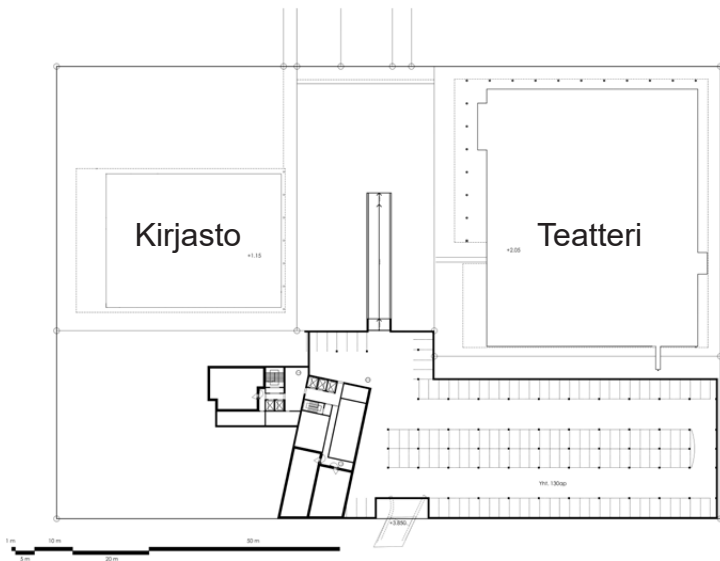 Kirjasto
Teatteri
+1.15
+2.05
Yht. 130ap
+3.850
1 m 10 m 50 m
5 m 20 m